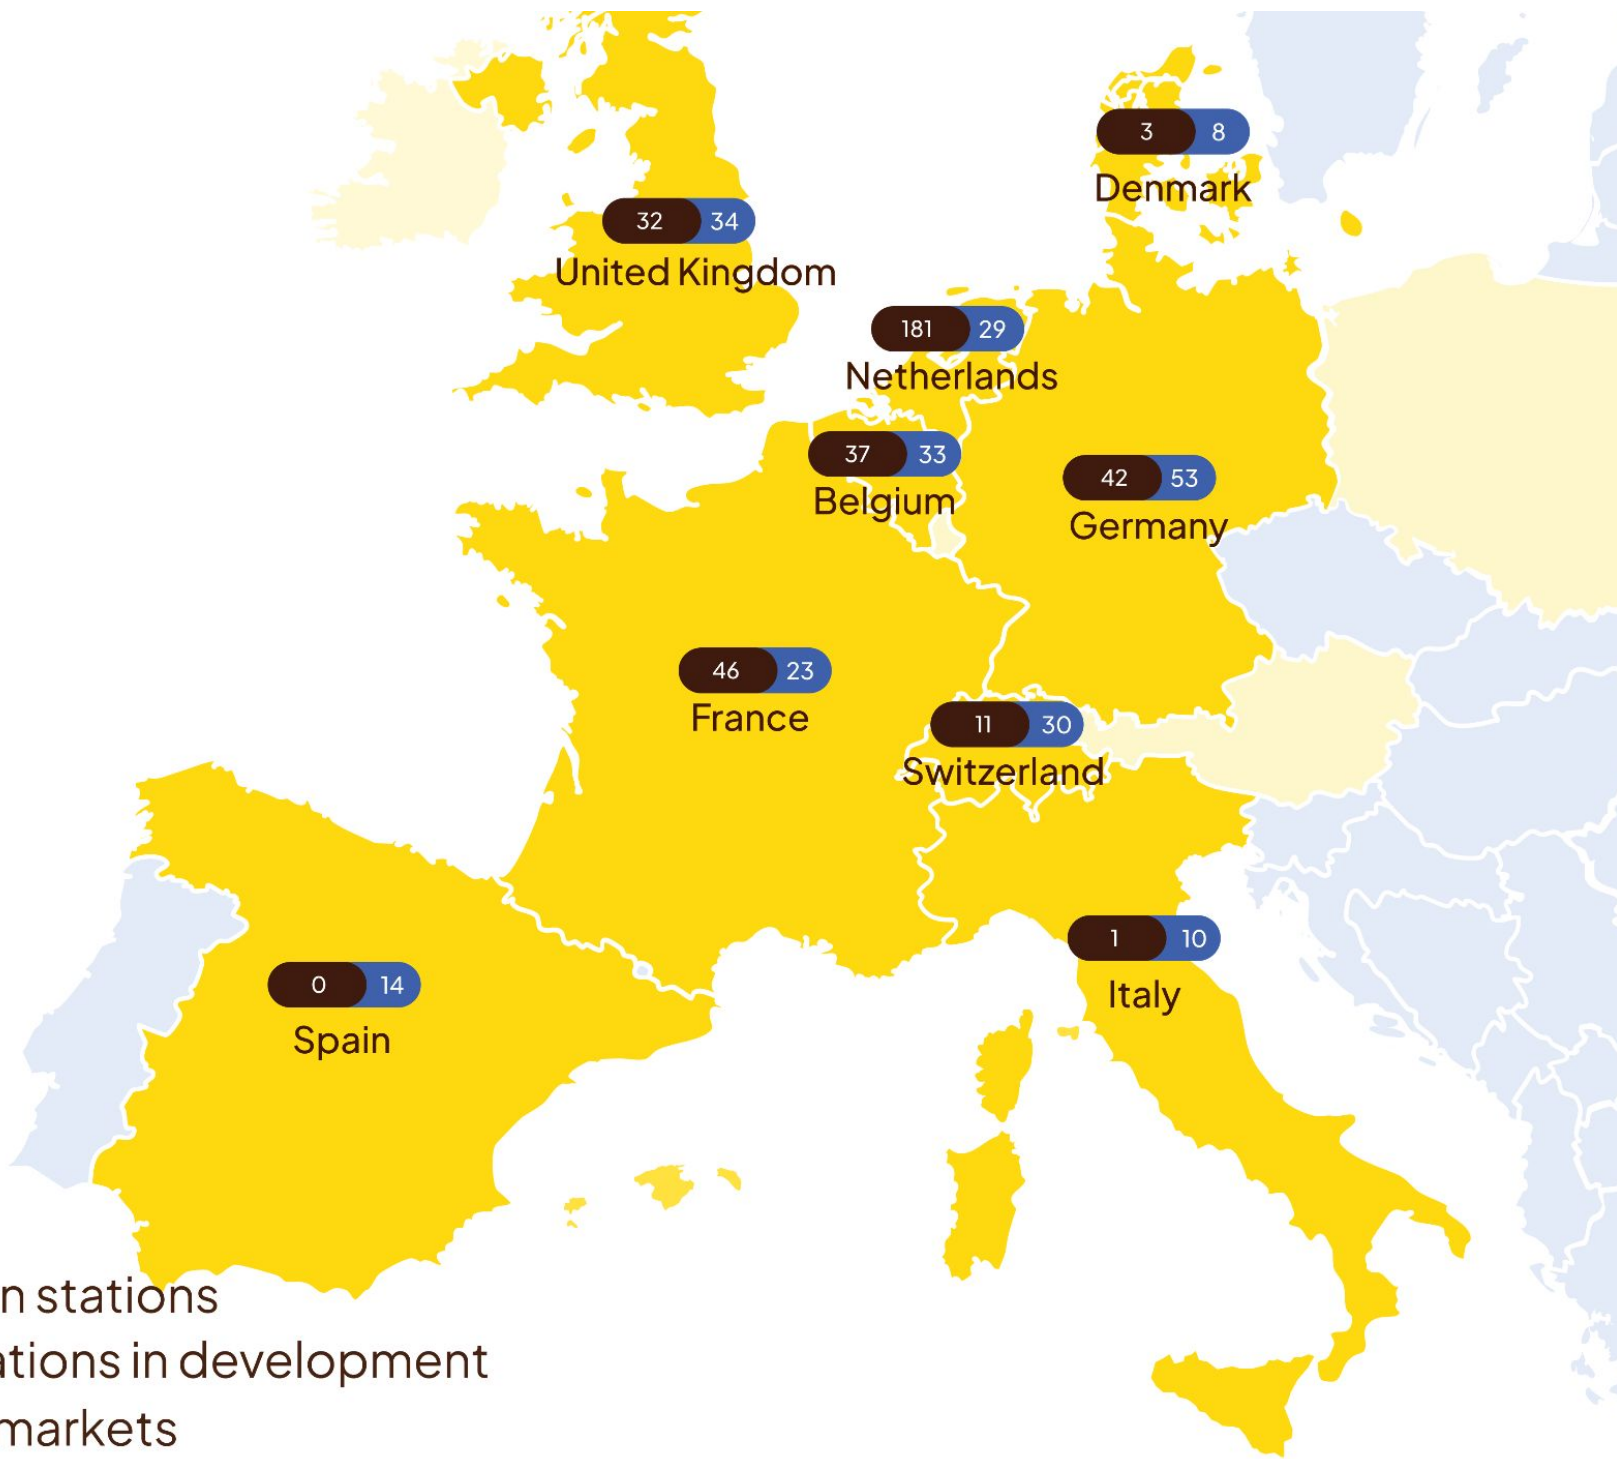 3 8
Denmark
32 34
United Kingdom
181 29
Netherlands
37 33
Belgium
42 53
Germany
46 23
France
11 30
Switzerland
1 10
Italy
0 14
Spain
n stations
ations in development
markets